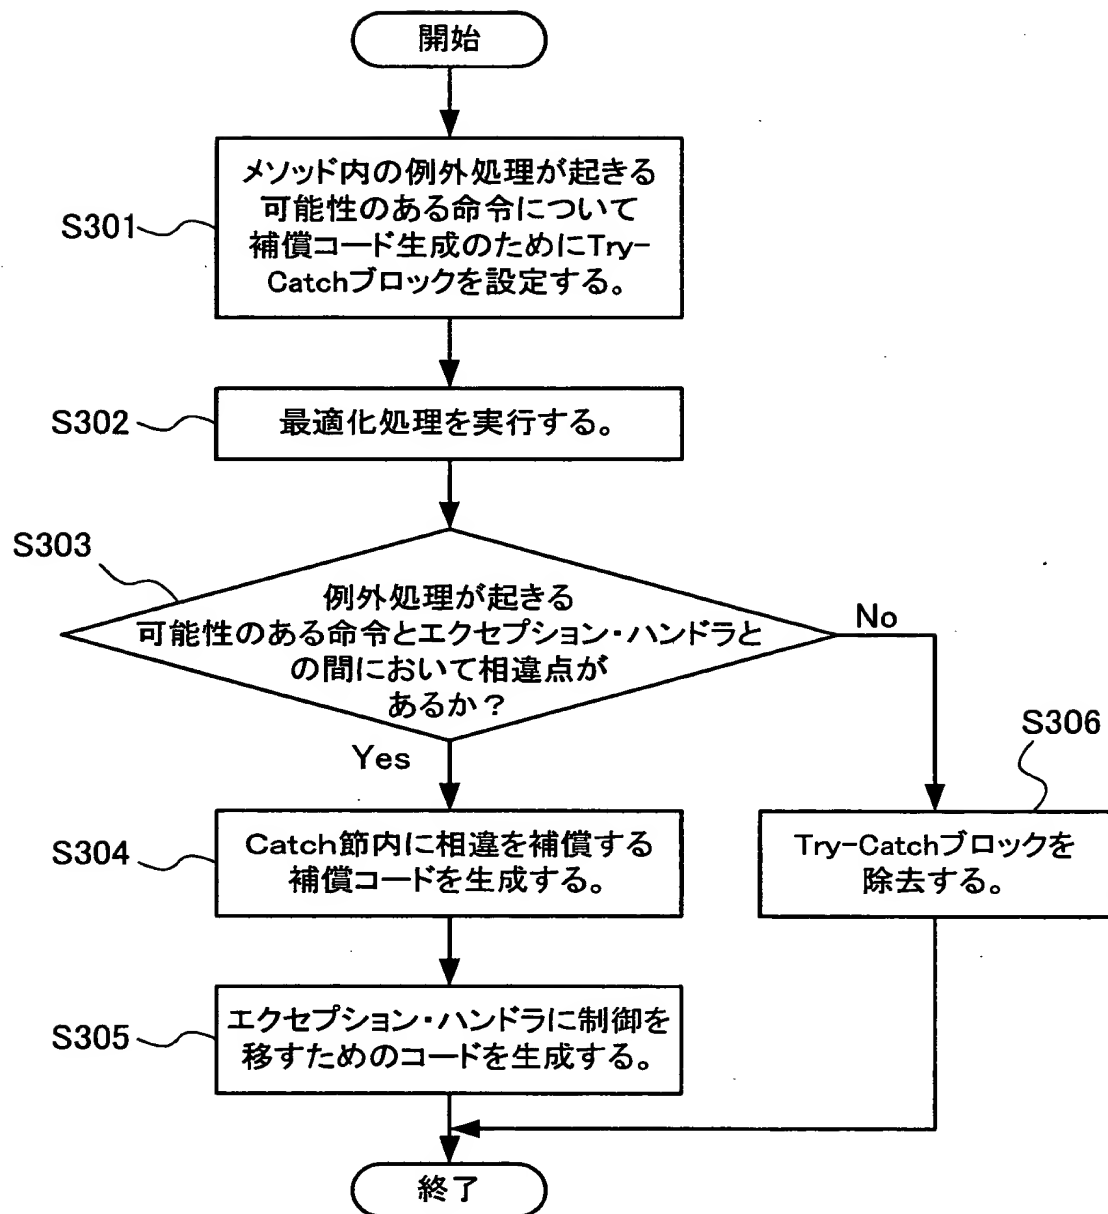 開始
S301
メソッド内の例外処理が起きる
可能性のある命令について
補償コード生成のためにTry-
Catchブロックを設定する。
S302
最適化処理を実行する。
S303
例外処理が起きる
可能性のある命令とエクセプション・ハンドラと
の間において相違点が
あるか？
No
Yes
S306
S304
Catch節内に相違を補償する
補償コードを生成する。
Try-Catchブロックを
除去する。
S305
エクセプション・ハンドラに制御を
移すためのコードを生成する。
終了